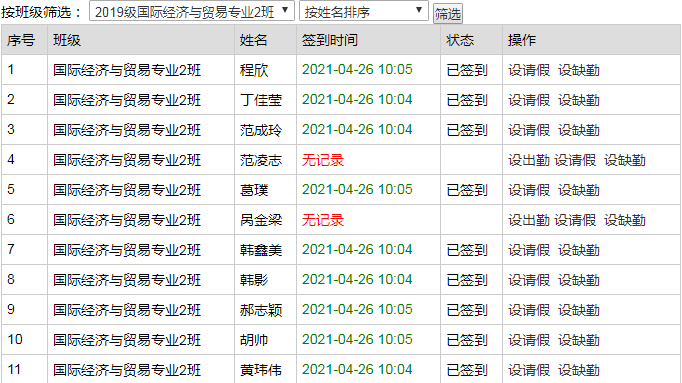 按班级筛选： 2019级国际经济与贸易专业2班 按姓名排序 筛选
序号 班级 姓名 签到时间 状态 操作
1 国际经济与贸易专业2班 程欣 2021-04-26 10:05 已签到 设请假 设缺勤
2 国际经济与贸易专业2班 丁佳莹 2021-04-26 10:04 已签到 设请假 设缺勤
3 国际经济与贸易专业2班 范成玲 2021-04-26 10:04 已签到 设请假 设缺勤
4 国际经济与贸易专业2班 范凌志 无记录 设出勤 设请假 设缺勤
5 国际经济与贸易专业2班 葛璞 2021-04-26 10:05 已签到 设请假 设缺勤
6 国际经济与贸易专业2班 呙金梁 无记录 设出勤 设请假 设缺勤
7 国际经济与贸易专业2班 韩鑫美 2021-04-26 10:04 已签到 设请假 设缺勤
8 国际经济与贸易专业2班 韩影 2021-04-26 10:04 已签到 设请假 设缺勤
9 国际经济与贸易专业2班 郝志颖 2021-04-26 10:05 已签到 设请假 设缺勤
10 国际经济与贸易专业2班 胡帅 2021-04-26 10:05 已签到 设请假 设缺勤
11 国际经济与贸易专业2班 黄玮伟 2021-04-26 10:04 已签到 设请假 设缺勤